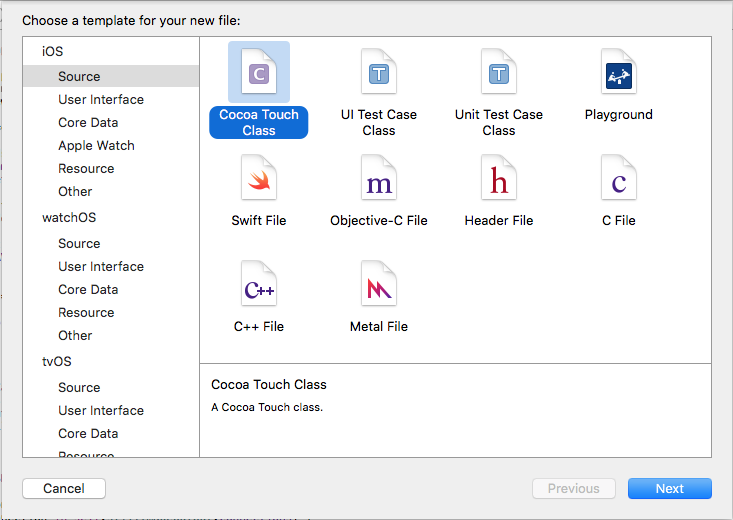 Choose a template for your new file:
iOS
Source
User Interface
Core Data
Apple Watch
Resource
Other
watchOS
Source
User Interface
Core Data
Resource
Other
tvOS
Source
User Interface
Core Data
Resource
C
Cocoa Touch
Class
T
UI Test Case
Class
T
Unit Test Case
Class
Playground
Swift File
m
Objective-C File
h
Header File
c
C File
C++
C++ File
Metal File
Cocoa Touch Class
A Cocoa Touch class.
Cancel
Previous
Next